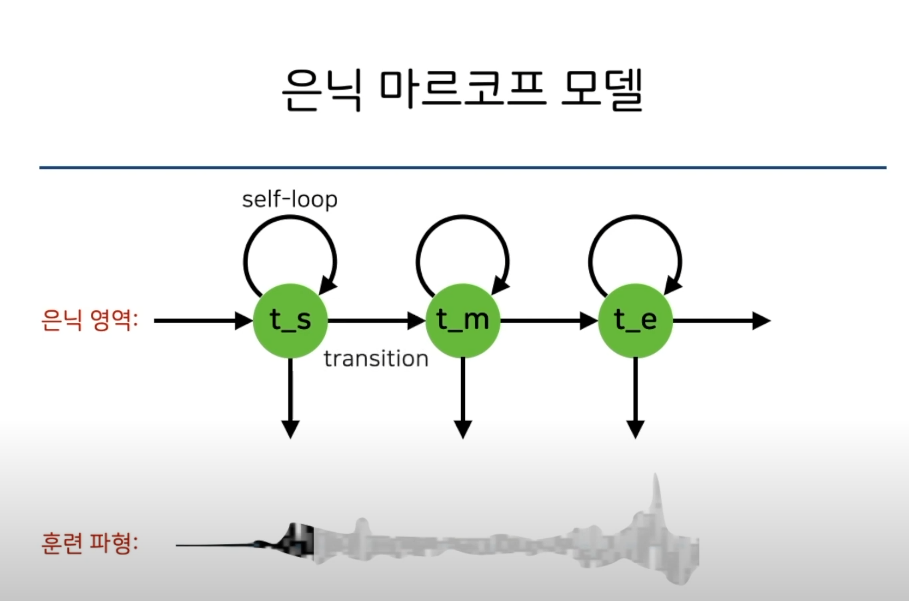 은닉 마르코프 모델
self-loop
은닉 영역:
t_s
t_m
t_e
transition
훈련 파형: